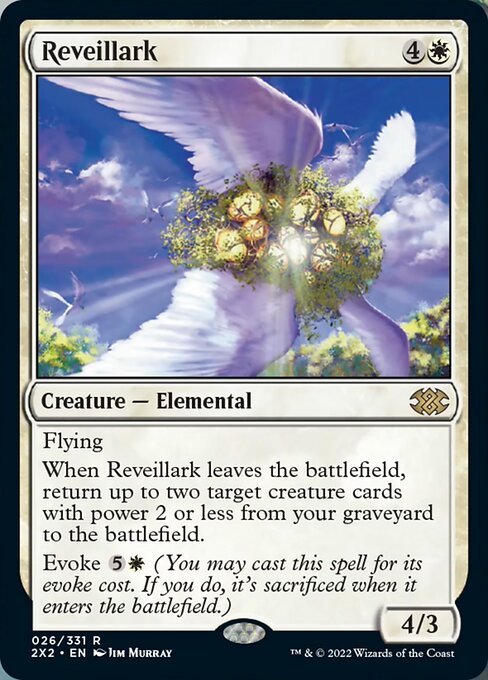 Reveillark 4
Creature — Elemental
Flying
When Reveillark leaves the battlefield,
return up to two target creature cards
with power 2 or less from your graveyard
to the battlefield.
Evoke 5 (You may cast this spell for its
evoke cost. If you do, it's sacrificed when it
enters the battlefield.)
4/3
026/331 R
2X2 • EN Jim Murray
™ & © 2022 Wizards of the Coast